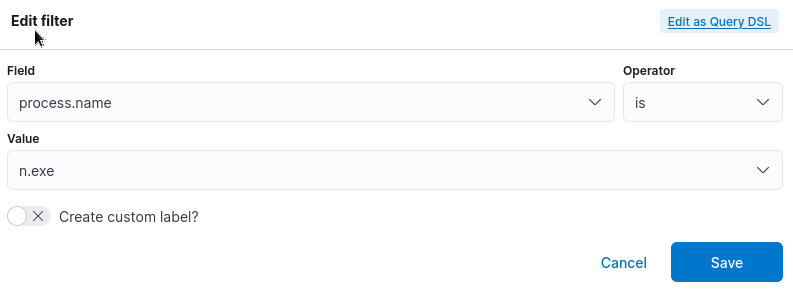 Edit filter
Edit as Query DSL
Field
Operator
process.name
is
Value
n.exe
Create custom label?
Cancel
Save